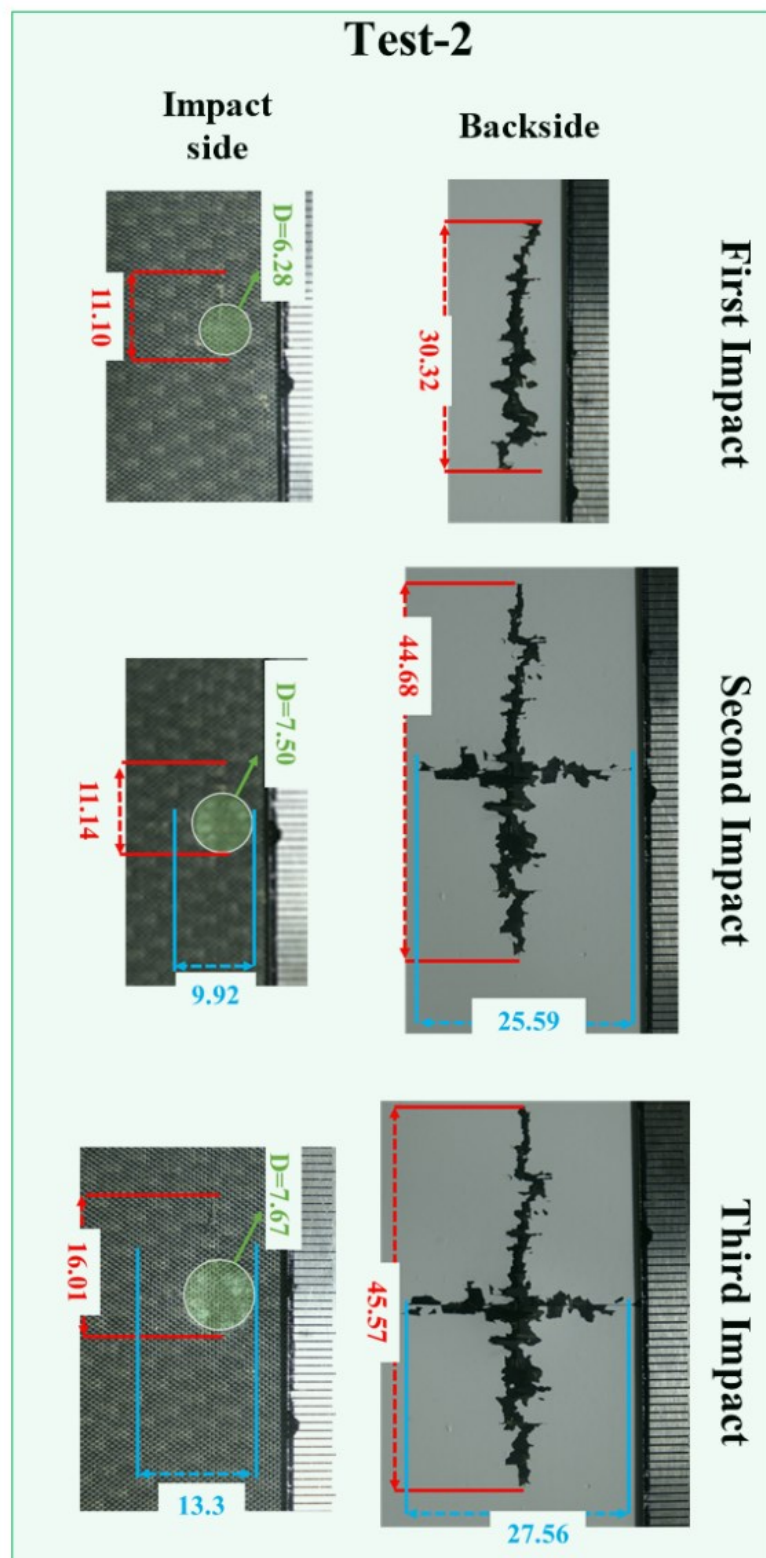 Test-2
Impact
side
Backside
First Impact
D=6.28
11.10
30.32
Second Impact
D=7.50
11.14
9.92
44.68
25.59
Third Impact
D=7.67
16.01
13.3
45.57
27.56